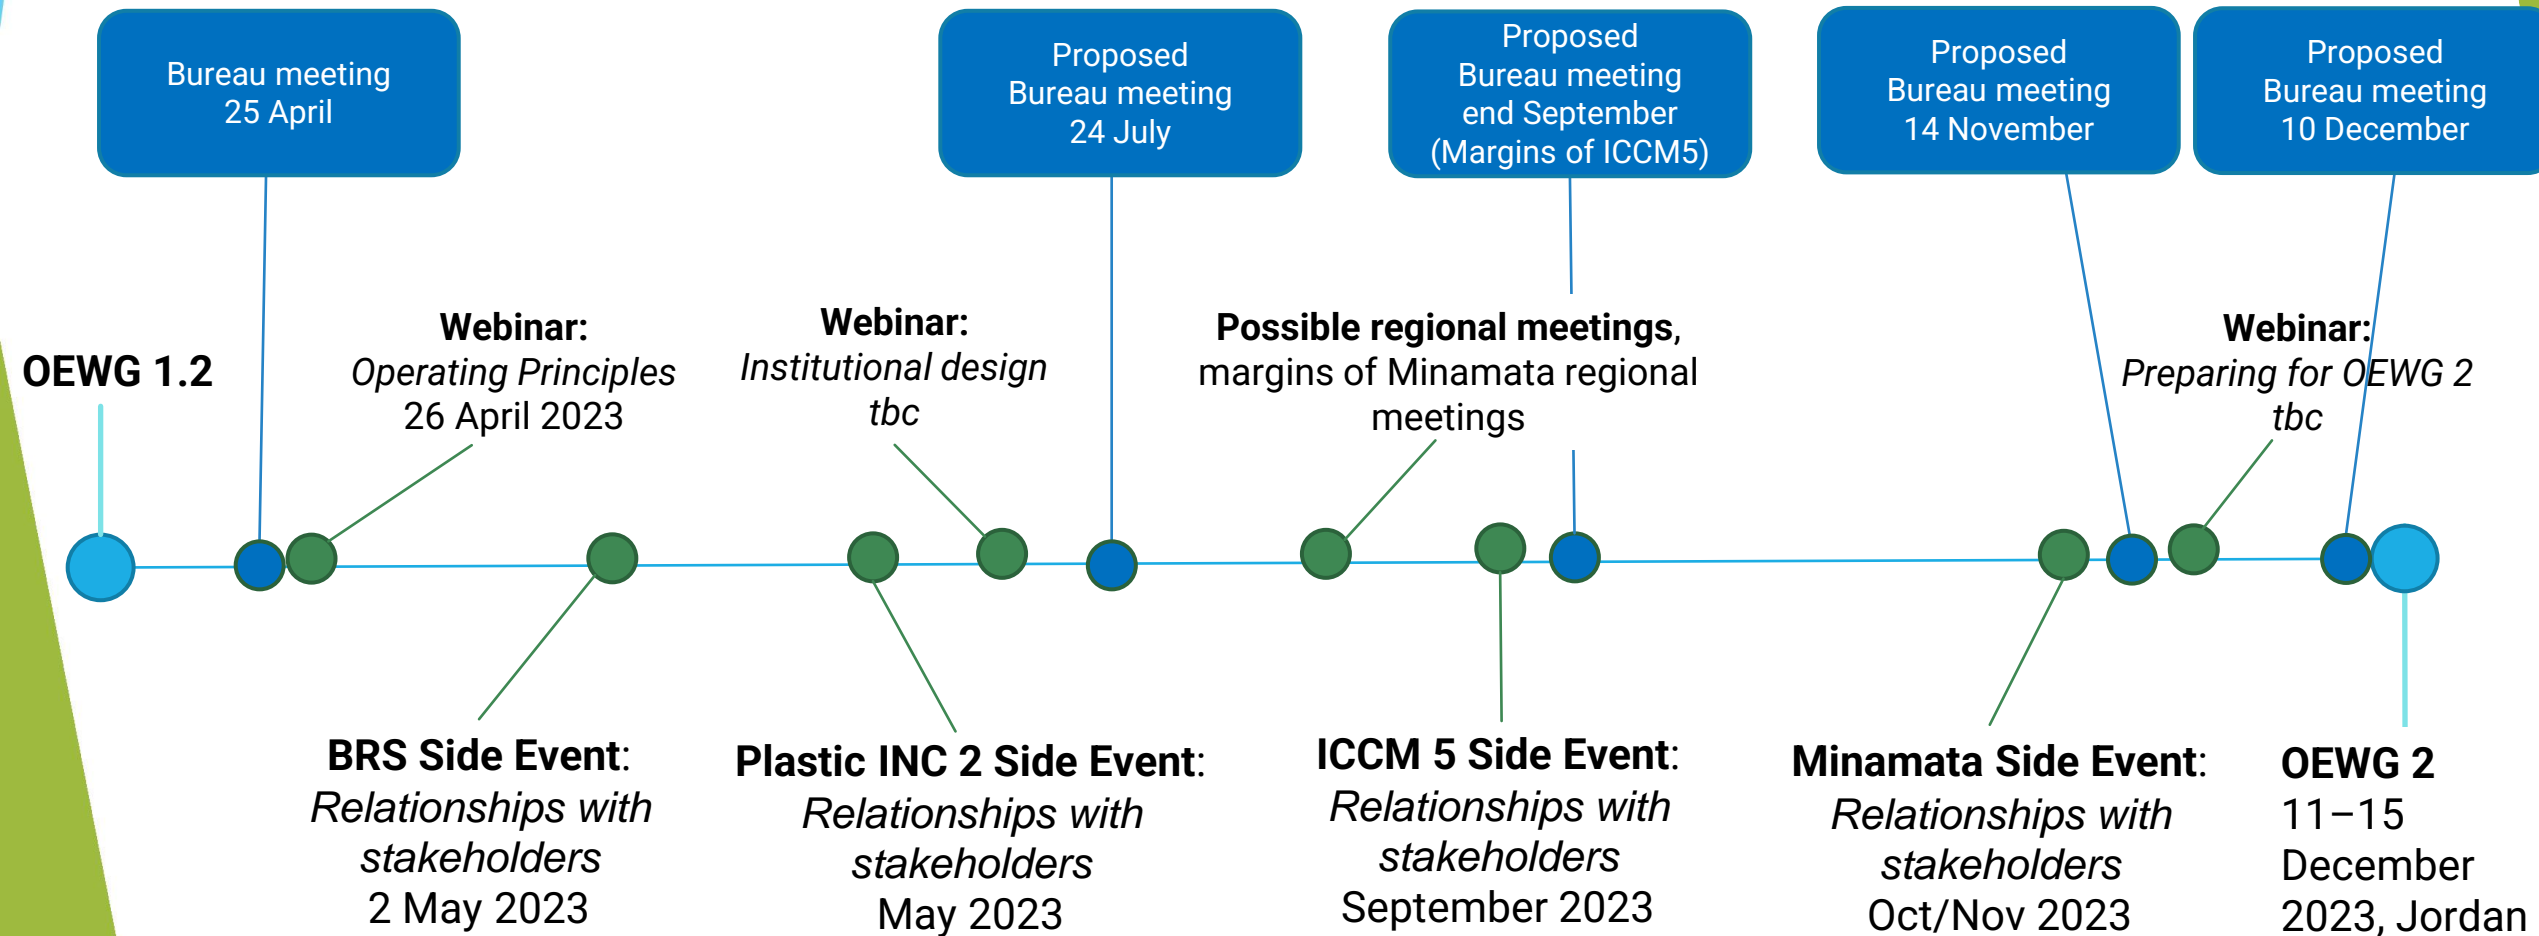 Bureau meeting
25 April
Proposed
Bureau meeting
24 July
Proposed
Bureau meeting
end September
(Margins of ICCM5)
Proposed
Bureau meeting
14 November
Proposed
Bureau meeting
10 December
OEWG 1.2
Webinar:
Operating Principles
26 April 2023
Webinar:
Institutional design
tbc
Possible regional meetings,
margins of Minamata regional
meetings
Webinar:
Preparing for OEWG 2
tbc
BRS Side Event:
Relationships with
stakeholders
2 May 2023
Plastic INC 2 Side Event:
Relationships with
stakeholders
May 2023
ICCM 5 Side Event:
Relationships with
stakeholders
September 2023
Minamata Side Event:
Relationships with
stakeholders
Oct/Nov 2023
OEWG 2
11–15
December
2023, Jordan